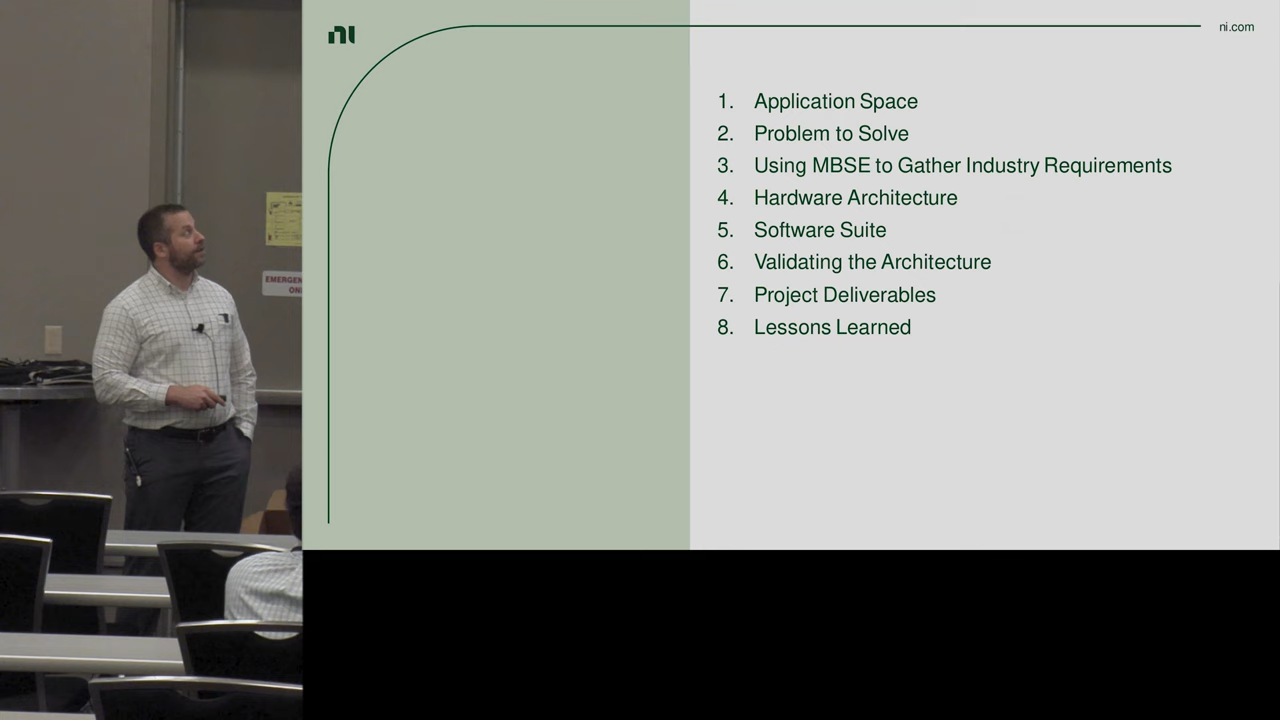 ni
ni.com
1. Application Space
2. Problem to Solve
3. Using MBSE to Gather Industry Requirements
4. Hardware Architecture
5. Software Suite
6. Validating the Architecture
7. Project Deliverables
8. Lessons Learned
EMERGEN
ON